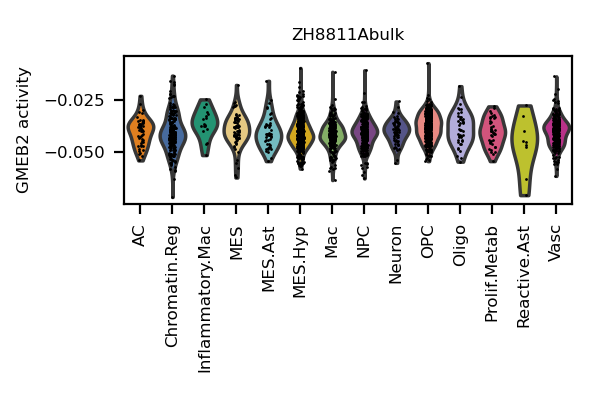 ZH8811Abulk
GMEB2 activity
−0.025
−0.050
AC
Chromatin.Reg
Inflammatory.Mac
MES
MES.Ast
MES.Hyp
Mac
NPC
Neuron
OPC
Oligo
Prolif.Metab
Reactive.Ast
Vasc